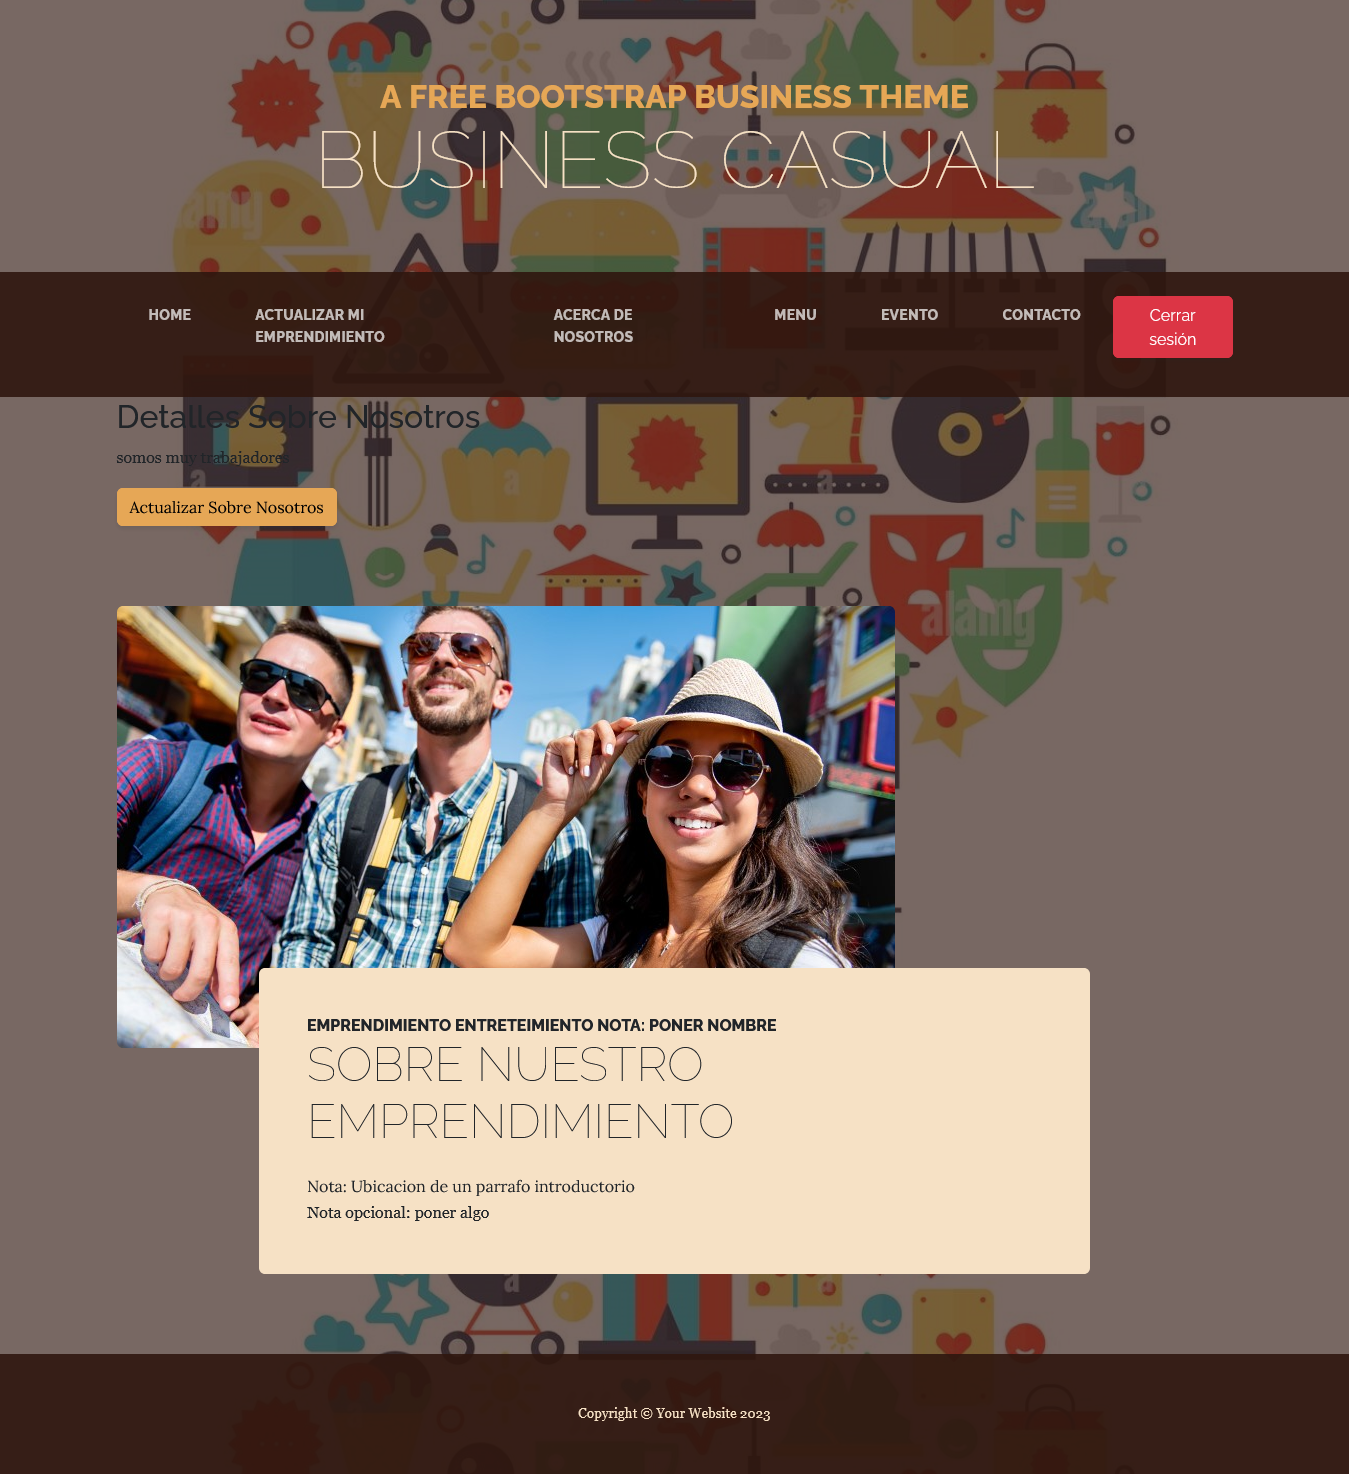 A FREE BOOTSTRAP BUSINESS THEME
BUSINESS CASUAL
HOME
ACTUALIZAR MI
EMPRENDIMIENTO
ACERCA DE
NOSOTROS
MENU
EVENTO
CONTACTO
Cerrar
sesión
Detalles Sobre Nosotros
somos muy trabajadores
Actualizar Sobre Nosotros
alamy
EMPRENDIMIENTO ENTRETEIMIENTO NOTA: PONER NOMBRE
SOBRE NUESTRO
EMPRENDIMIENTO
Nota: Ubicacion de un parrafo introductorio
Nota opcional: poner algo
Copyright © Your Website 2023